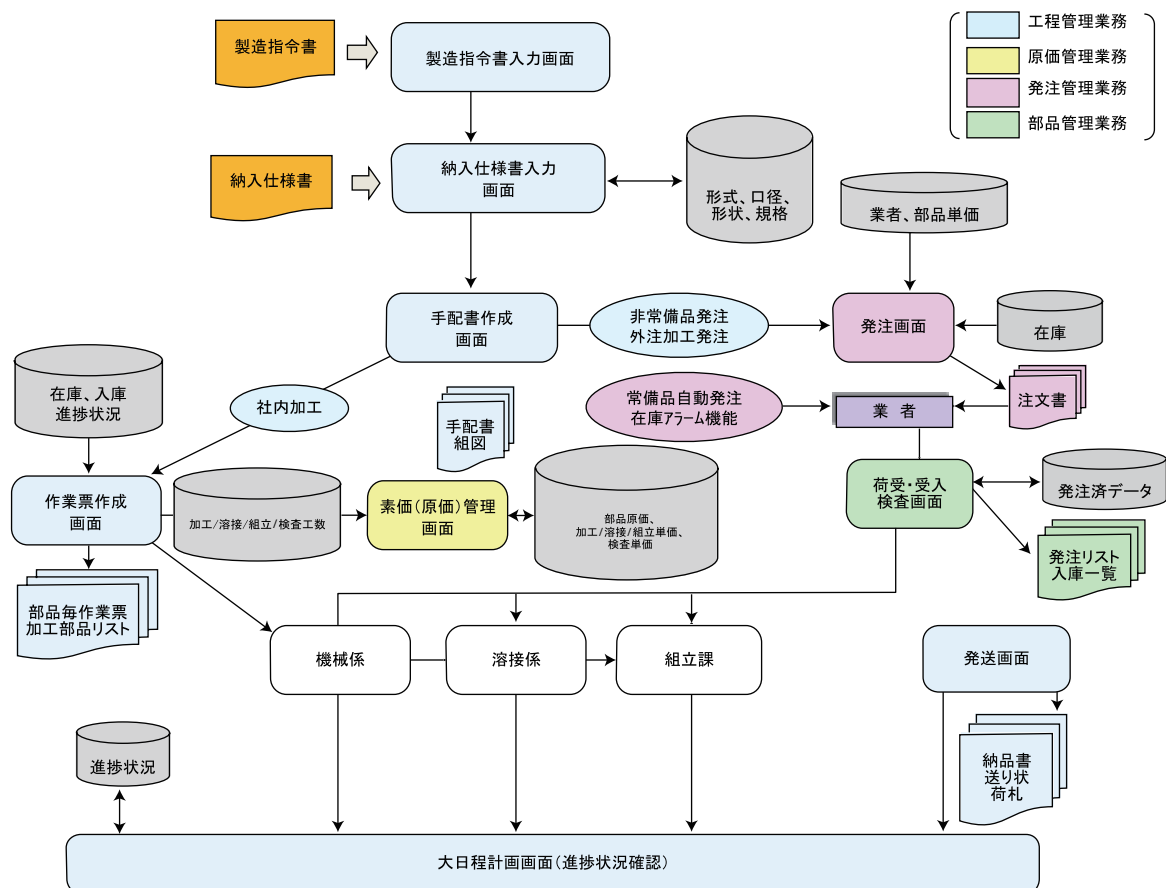 製造指令書
製造指令書入力画面
工程管理業務
原価管理業務
発注管理業務
部品管理業務
納入仕様書
納入仕様書入力
画面
形式、口径、
形状、規格
業者、部品単価
手配書作成
画面
非常備品発注
外注加工発注
発注画面
在庫
在庫、入庫
進捗状況
社内加工
手配書
組図
常備品自動発注
在庫アラーム機能
業者
注文書
作業票作成
画面
加工/溶接/組立/検査工数
素価(原価)管理
画面
部品原価、
加工/溶接/組立単価、
検査単価
荷受・受入
検査画面
発注済データ
発注リスト
入庫一覧
部品毎作業票
加工部品リスト
機械係
溶接係
組立課
発送画面
進捗状況
納品書
送り状
荷札
大日程計画画面(進捗状況確認)